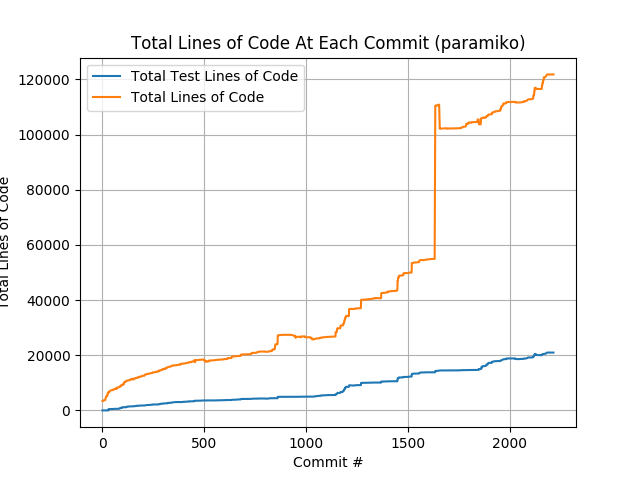 Total Lines of Code At Each Commit (paramiko)
Total Test Lines of Code
Total Lines of Code
120000
100000
80000
60000
40000
20000
0
Total Lines of Code
0 500 1000 1500 2000
Commit #